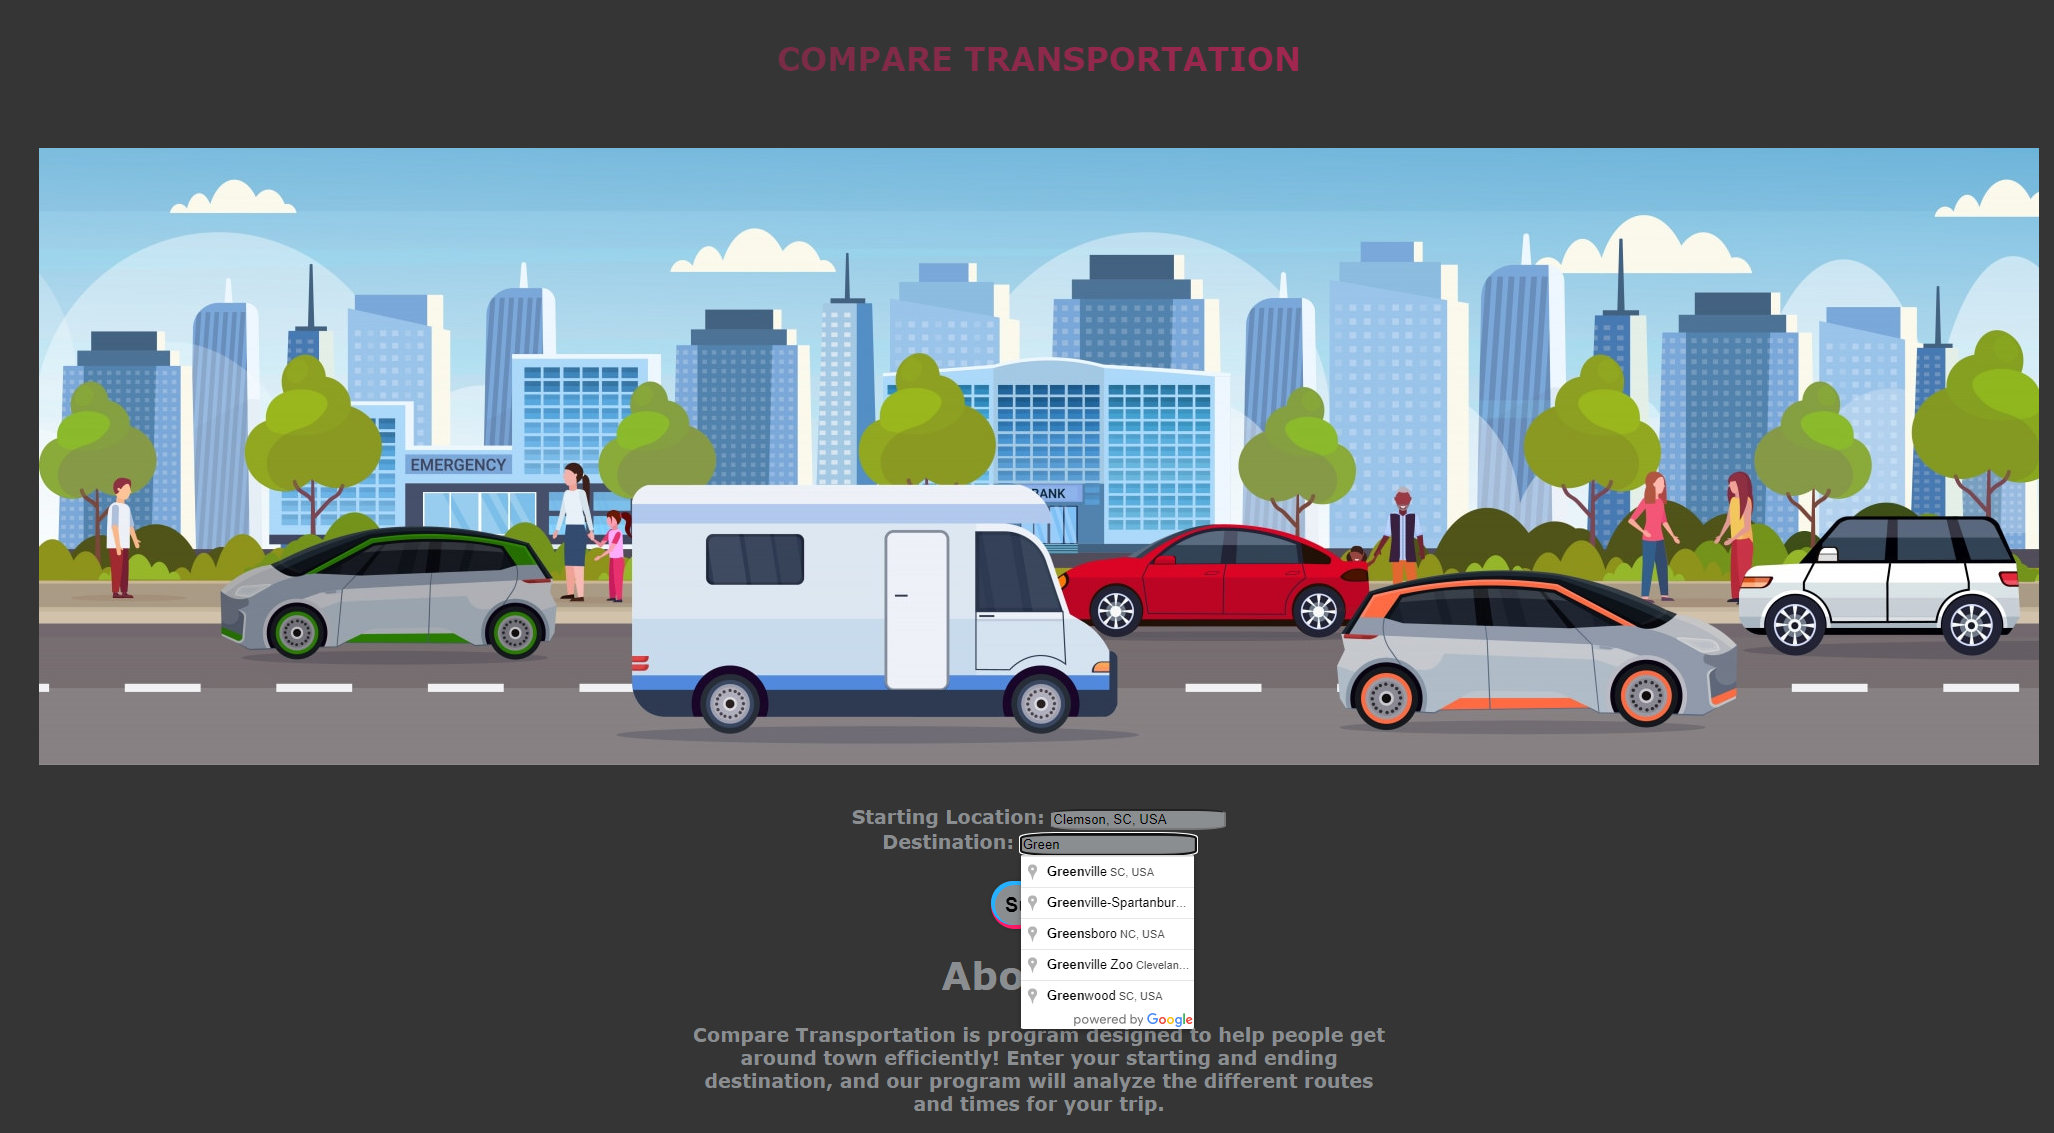 COMPARE TRANSPORTATION
EMERGENCY
BANK
Starting Location: Clemson, SC, USA
Destination: Green
Greenville SC, USA
Greenville-Spartanbur...
Greensboro NC, USA
Greenville Zoo Clevelan...
Greenwood SC, USA
powered by Google
Compare Transportation is program designed to help people get
around town efficiently! Enter your starting and ending
destination, and our program will analyze the different routes
and times for your trip.